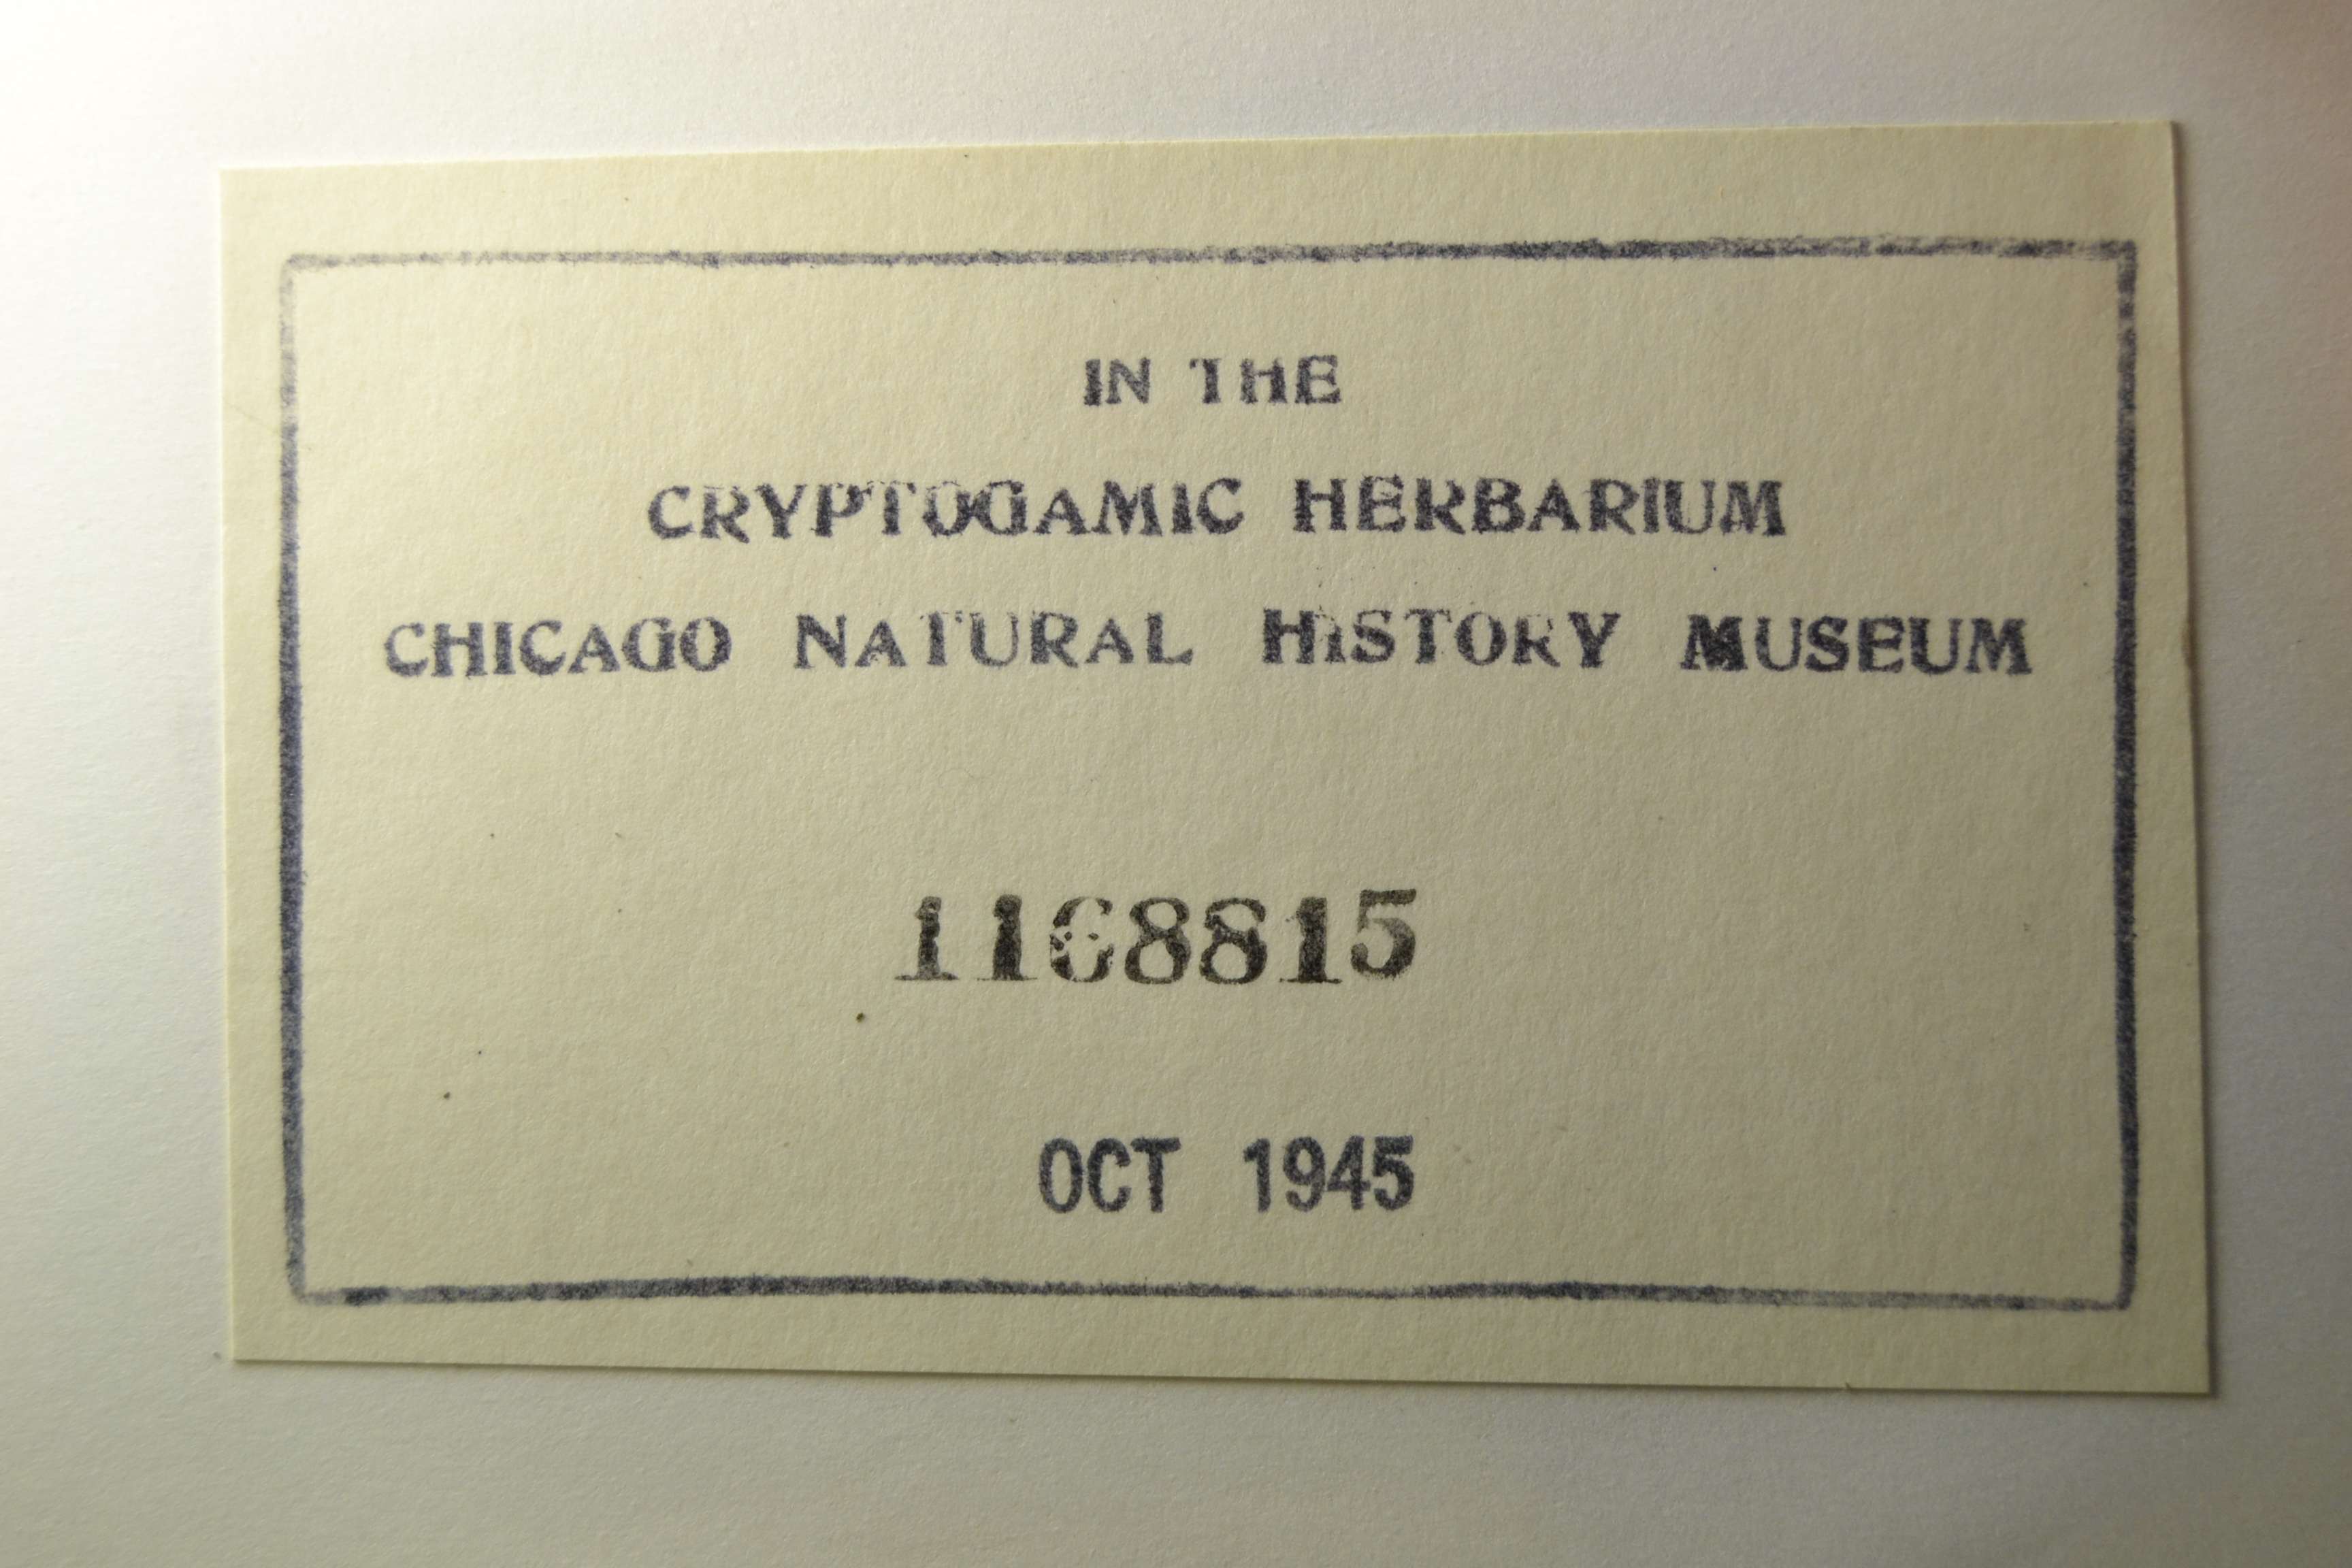 IN THE
CRYPTOGAMIC HERBARIUM
CHICAGO NATURAL HISTORY MUSEUM
1168815
OCT 1945